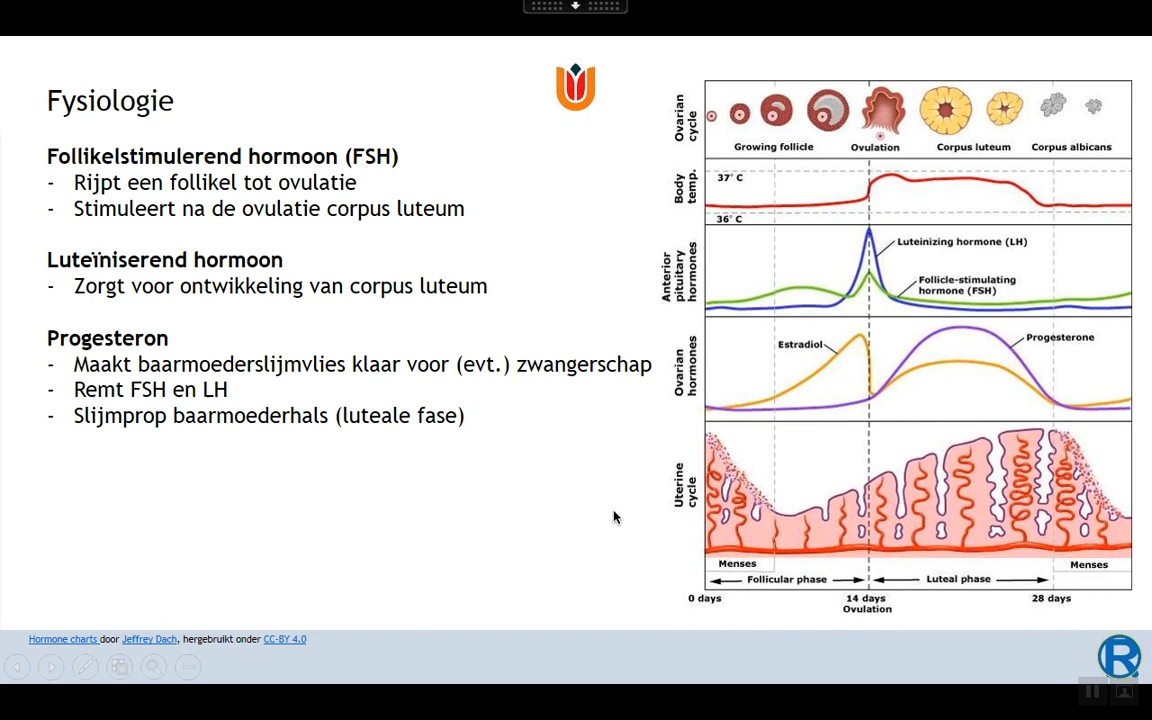 Fysiologie
Follikelstimulerend hormoon (FSH)
- Rijpt een follikel tot ovulatie
- Stimuleert na de ovulatie corpus luteum
Luteïniserend hormoon
- Zorgt voor ontwikkeling van corpus luteum
Progesteron
- Maakt baarmoederslijmvlies klaar voor (evt.) zwangerschap
- Remt FSH en LH
- Slijmprop baarmoederhals (luteale fase)
Ovarian cycle
Growing follicle
Ovulation
Corpus luteum
Corpus albicans
Body temp.
37° C
36° C
Anterior pituitary hormones
Luteinizing hormone (LH)
Follicle-stimulating
hormone (FSH)
Ovarian hormones
Estradiol
Progesterone
Uterine cycle
Menses
Menses
Follicular phase
Luteal phase
0 days
14 days
Ovulation
28 days
Hormone charts door Jeffrey Dach, hergebruikt onder CC-BY 4.0
R